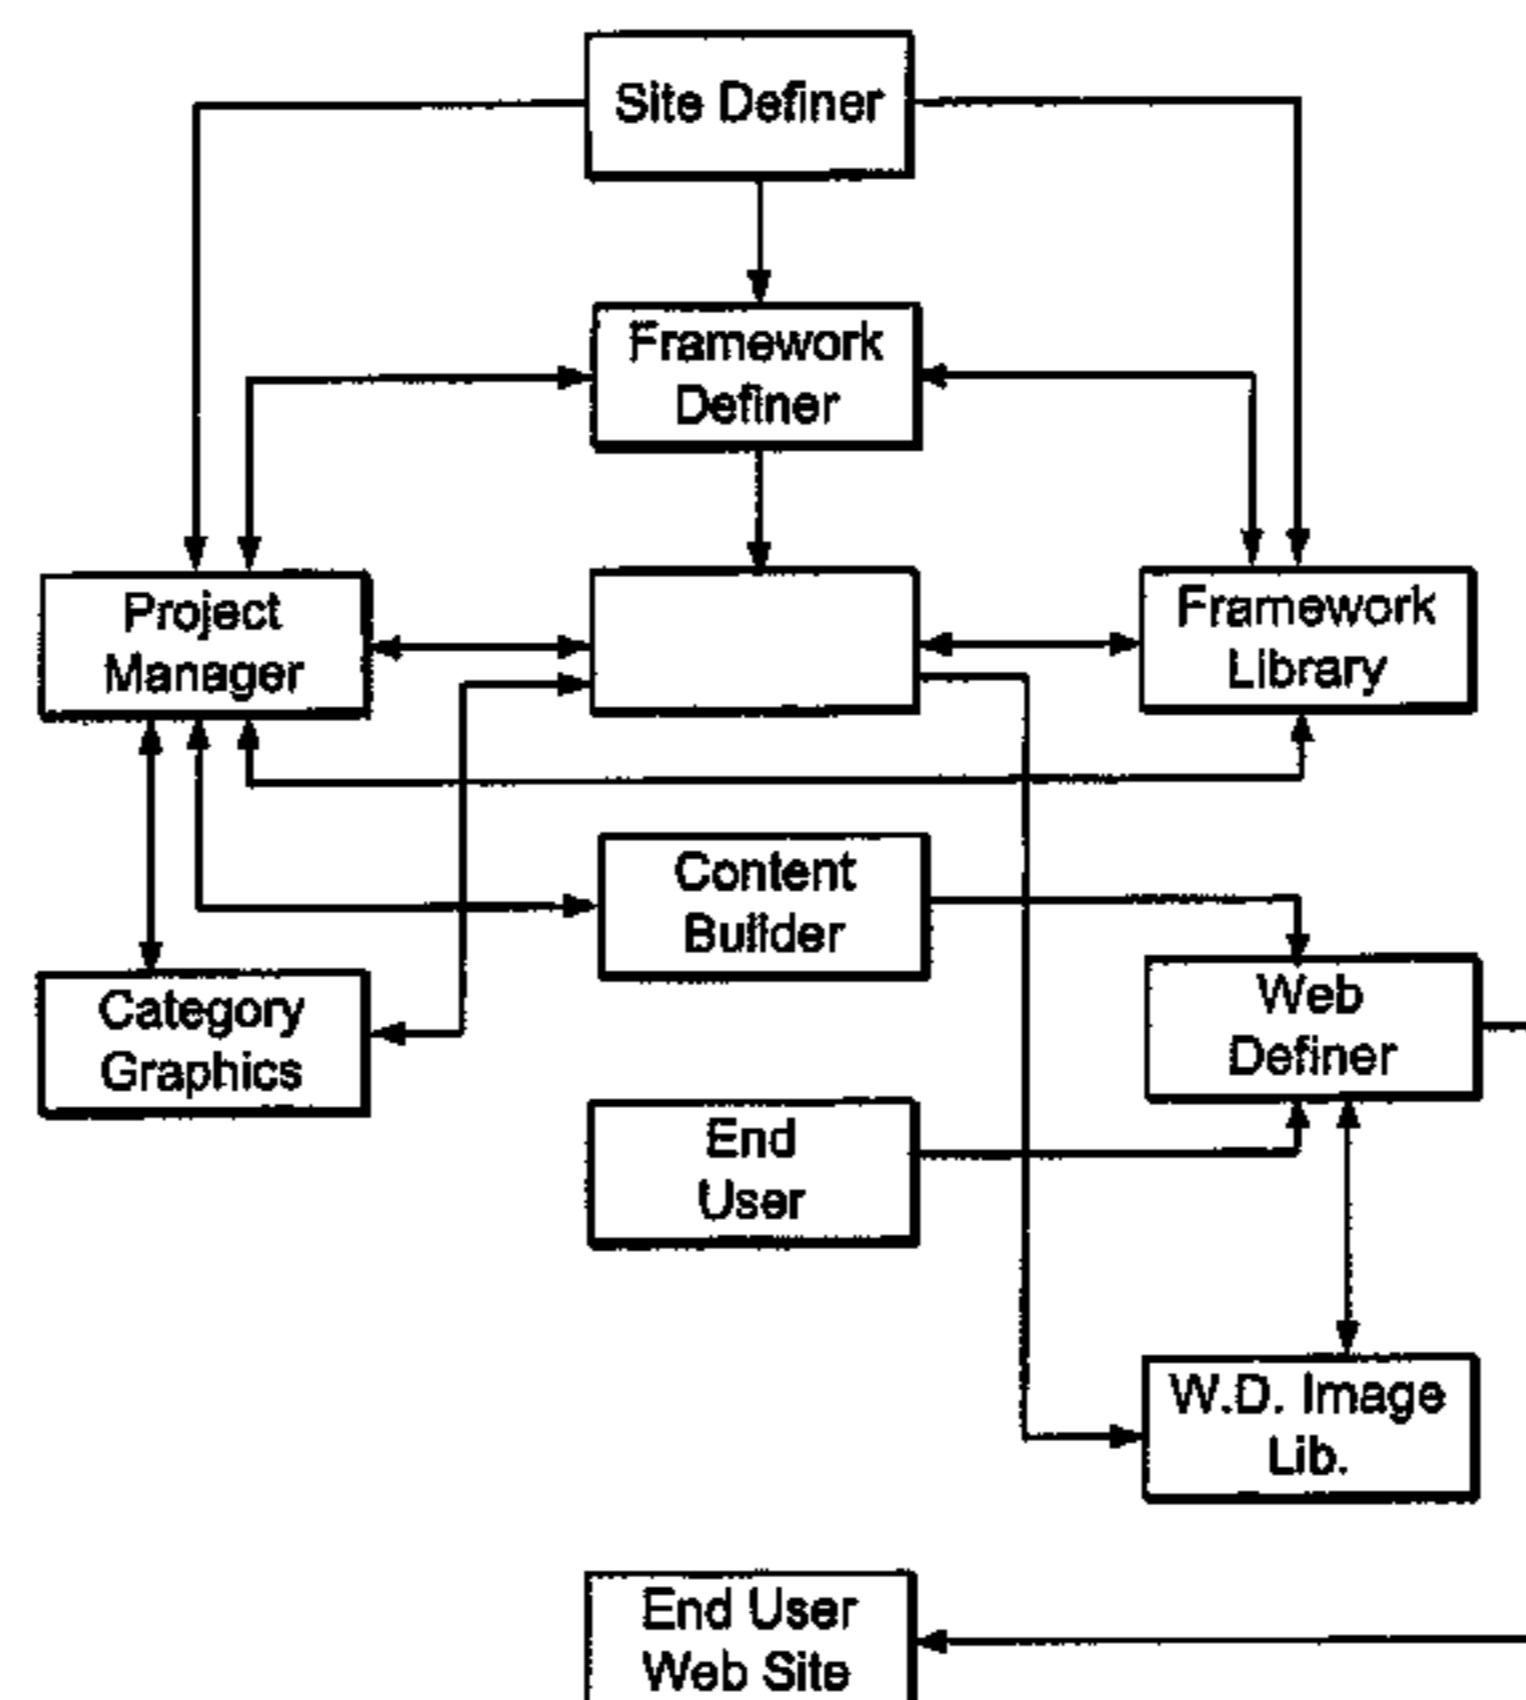 Site Definer
Framework
Definer
Project
Manager
Framework
Library
Content
Builder
Category
Graphics
Web
Definer
End
User
W.D. Image
Lib.
End User
Web Site